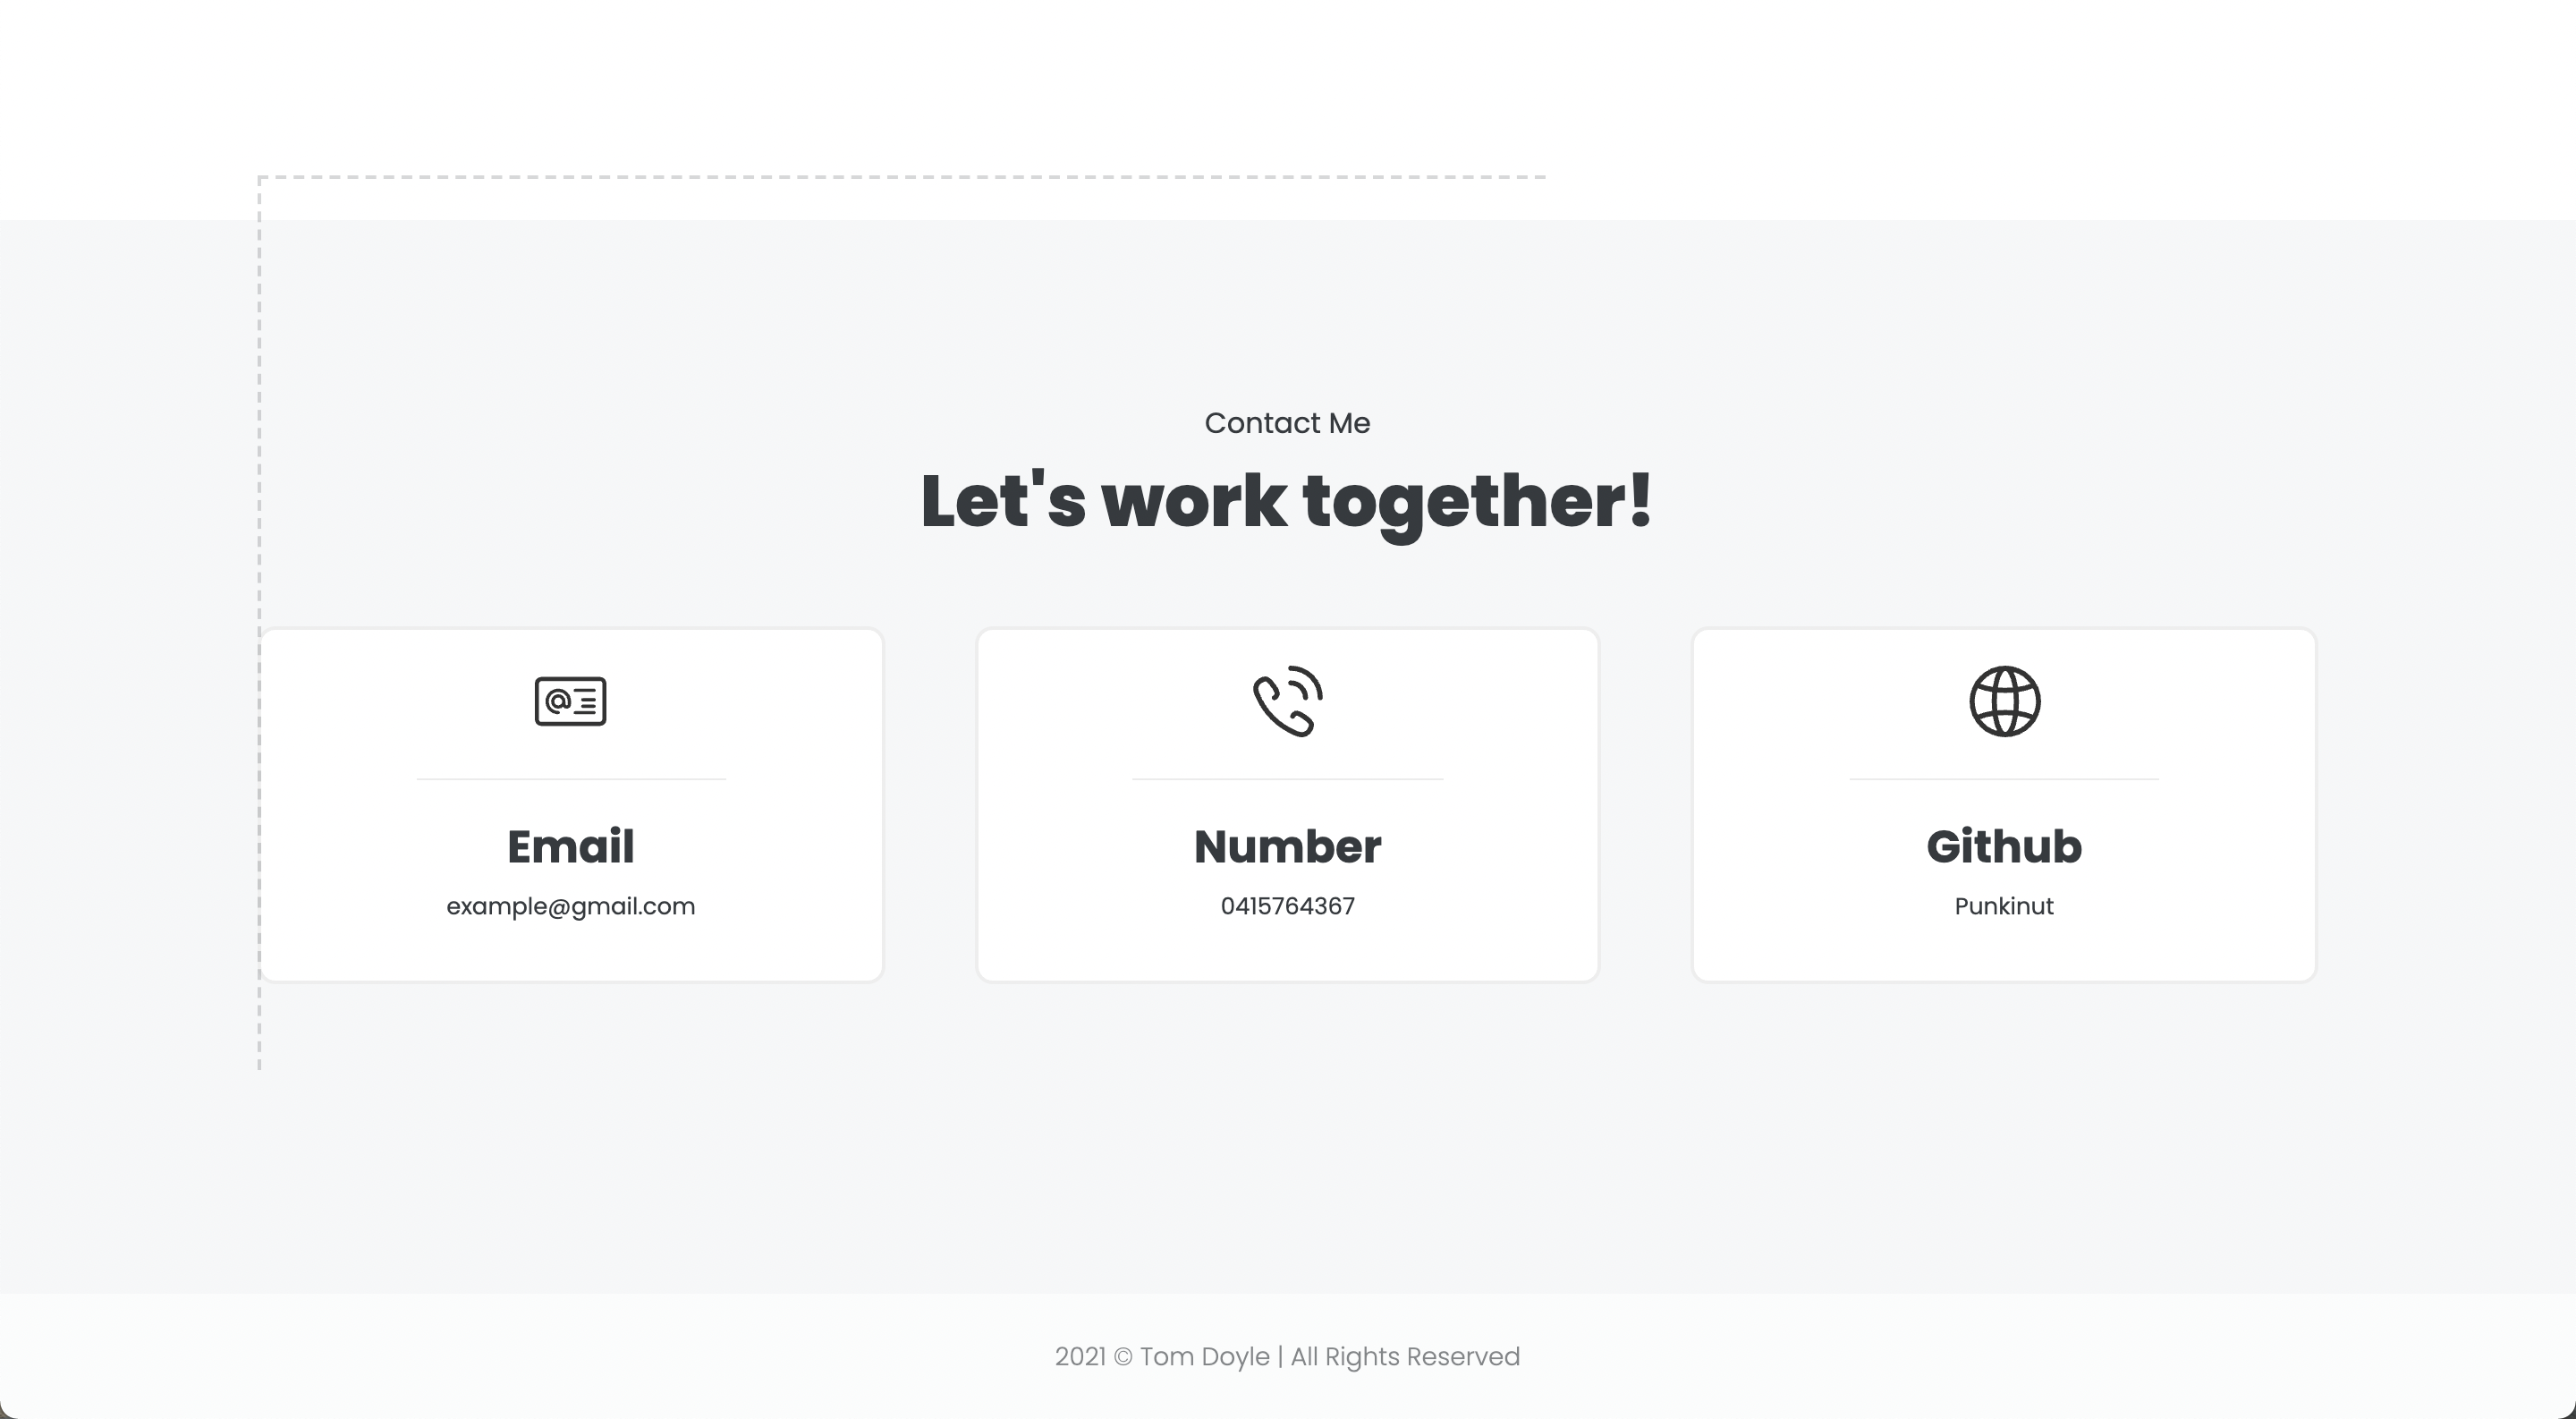 Contact Me
Let's work together!
Email
example@gmail.com
Number
0415764367
Github
Punkinut
2021 © Tom Doyle | All Rights Reserved